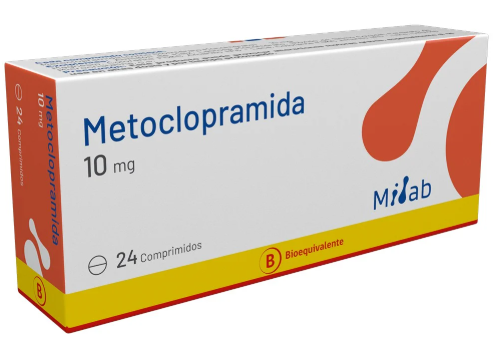 Metoclopramida
10 mg
24 Comprimidos
B Bioequivalente
Milab
Metoclopramida
10 mg
24 Comprimidos
B